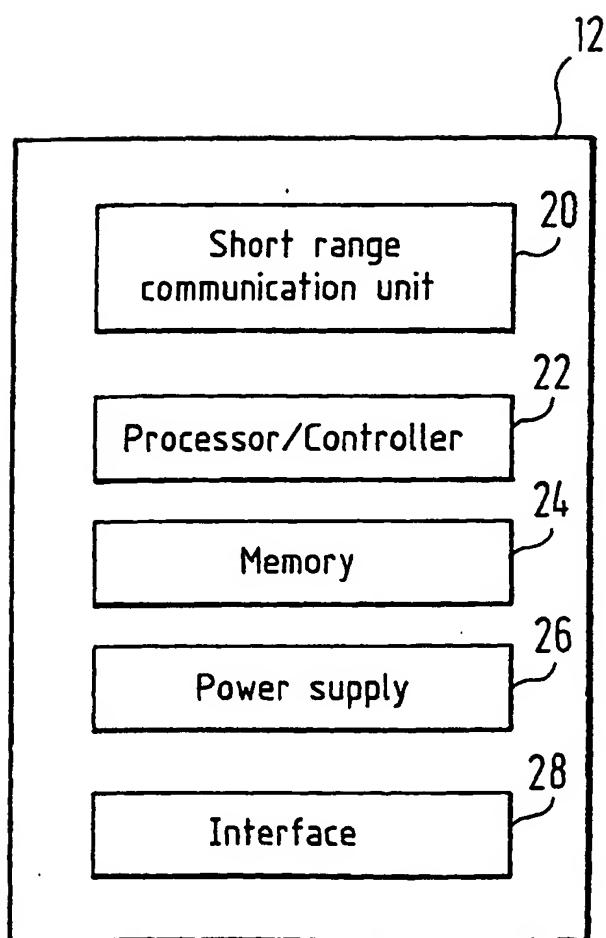 12
20
Short range
communication unit
22
Processor/Controller
24
Memory
26
Power supply
28
Interface